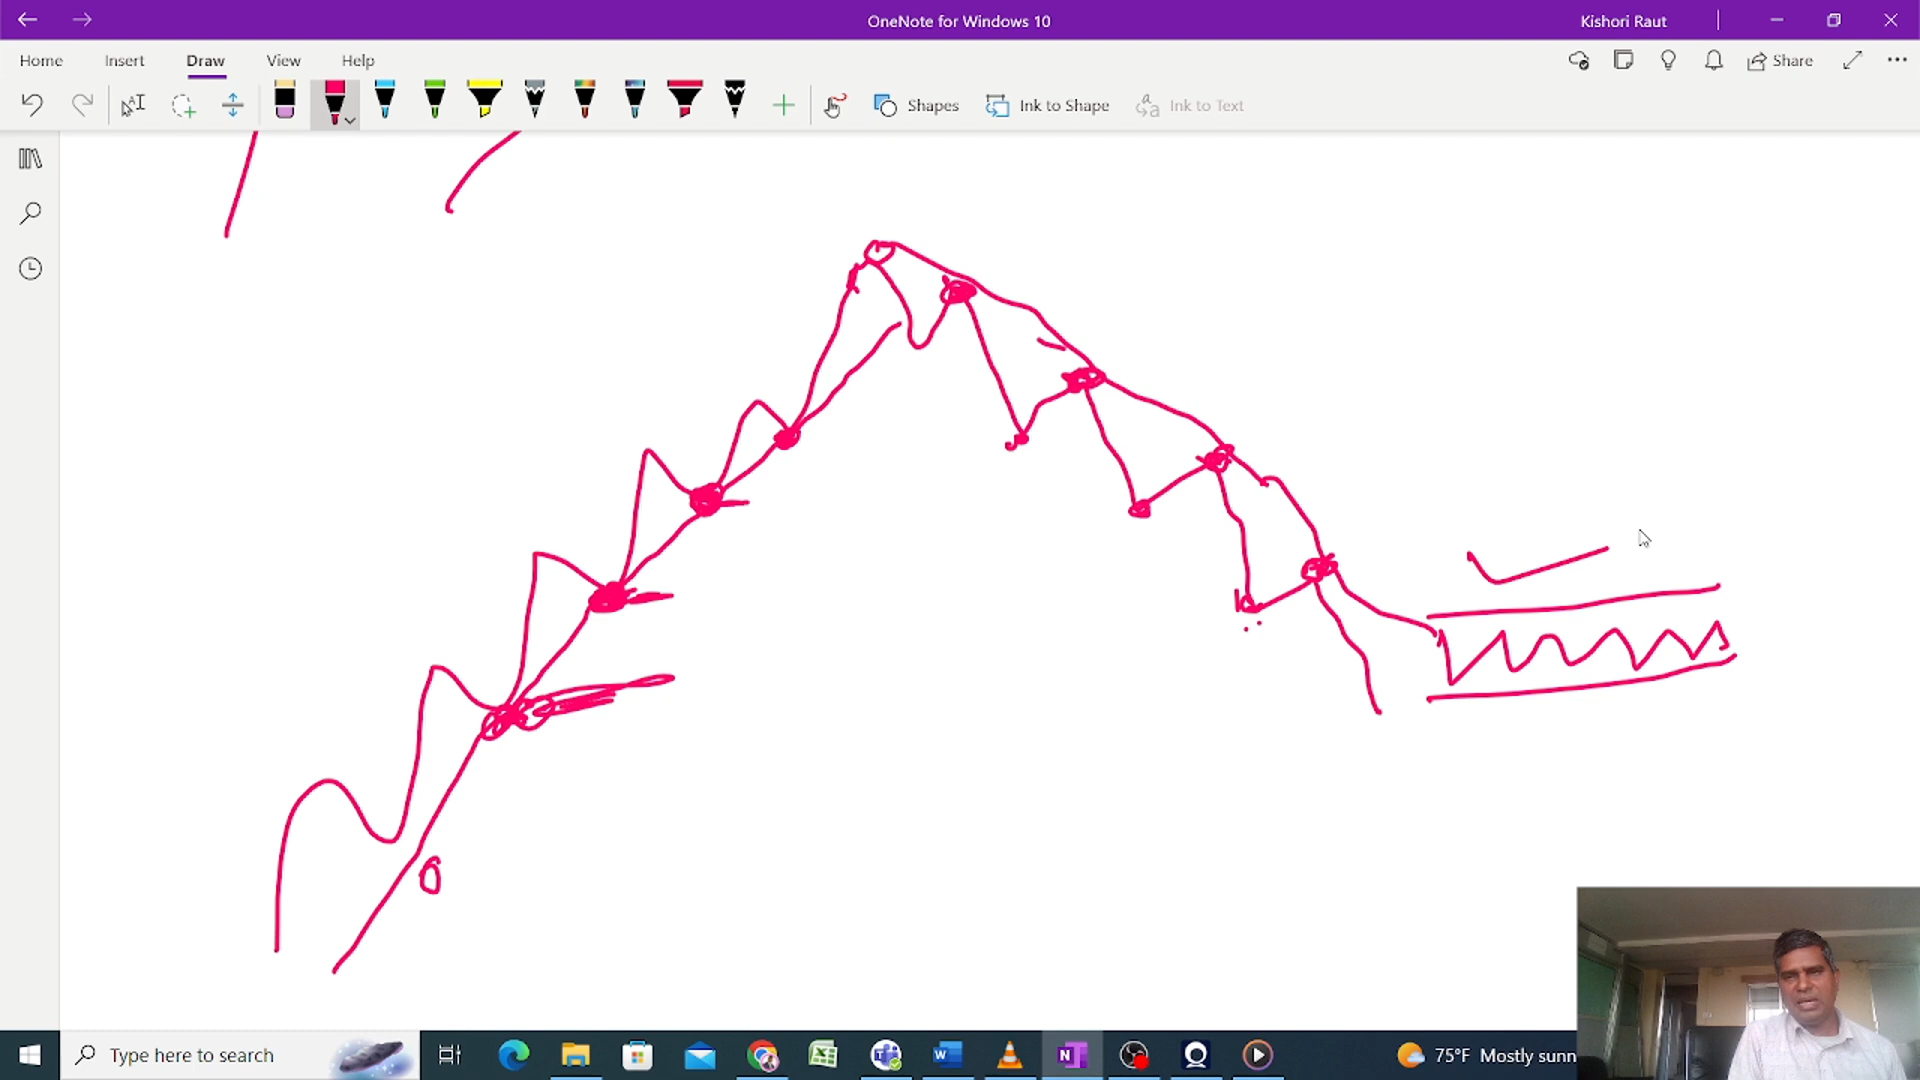 OneNote for Windows 10
Kishori Raut
Home Insert Draw View Help
Share
Shapes
Ink to Shape
Ink to Text
Type here to search
75°F Mostly sunn